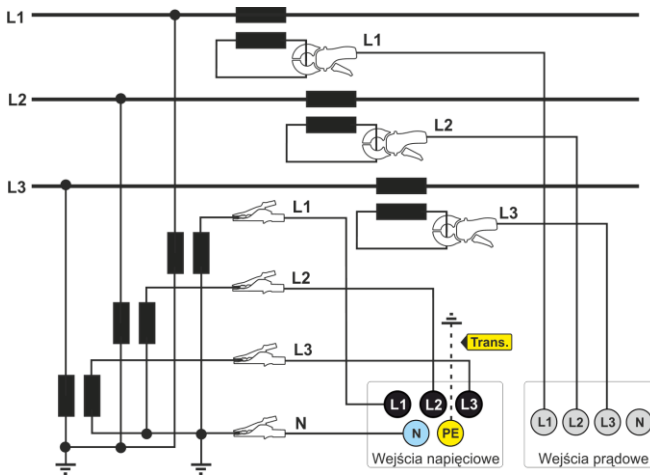 L1
L1
L2
L2
L3
L3
L1
L2
Trans.
L3
L1 L2 L3
N
N PE
L1 L2 L3 N
Wejścia napięciowe
Wejścia prądowe